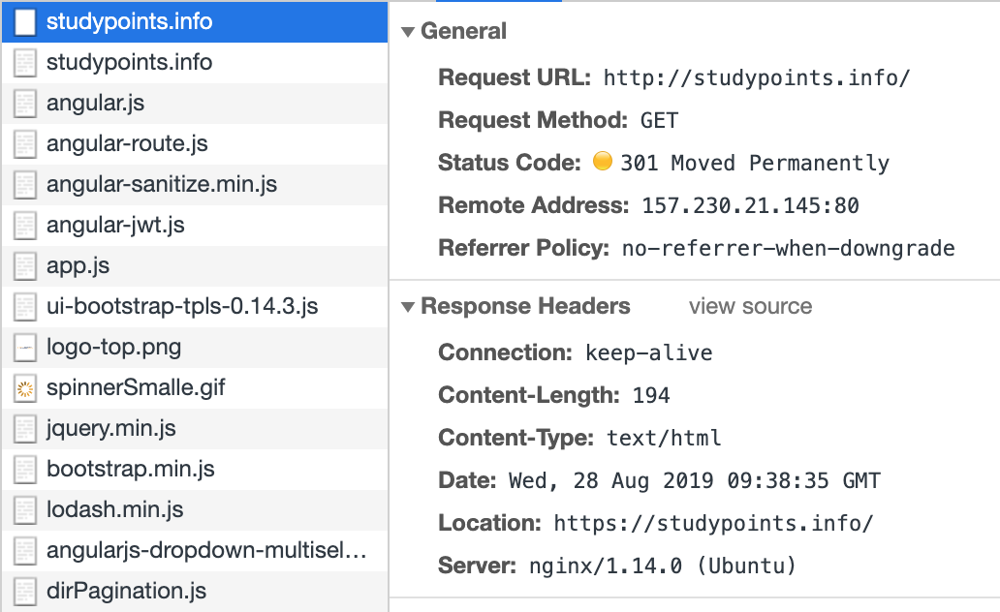 studypoints.info
studypoints.info
angular.js
angular-route.js
angular-sanitize.min.js
angular-jwt.js
app.js
ui-bootstrap-tpls-0.14.3.js
logo-top.png
spinnerSmalle.gif
jquery.min.js
bootstrap.min.js
lodash.min.js
angularjs-dropdown-multisel...
dirPagination.js
General
Request URL: http://studypoints.info/
Request Method: GET
Status Code: 301 Moved Permanently
Remote Address: 157.230.21.145:80
Referrer Policy: no-referrer-when-downgrade
Response Headers view source
Connection: keep-alive
Content-Length: 194
Content-Type: text/html
Date: Wed, 28 Aug 2019 09:38:35 GMT
Location: https://studypoints.info/
Server: nginx/1.14.0 (Ubuntu)